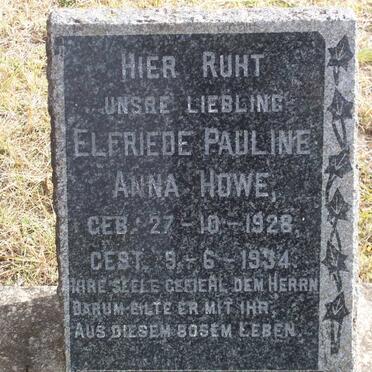 HIER RUHT
UNSRE LIEBLING
ELFRIEDE PAULINE
ANNA HOWE,
GEB. 27-10-1928,
GEST. 9-6-1934.
IHRE SEELE GEFIEHL DEM HERRN
DARUM EILTE ER MIT IHR,
AUS DIESEM BOSEM LEBEN.